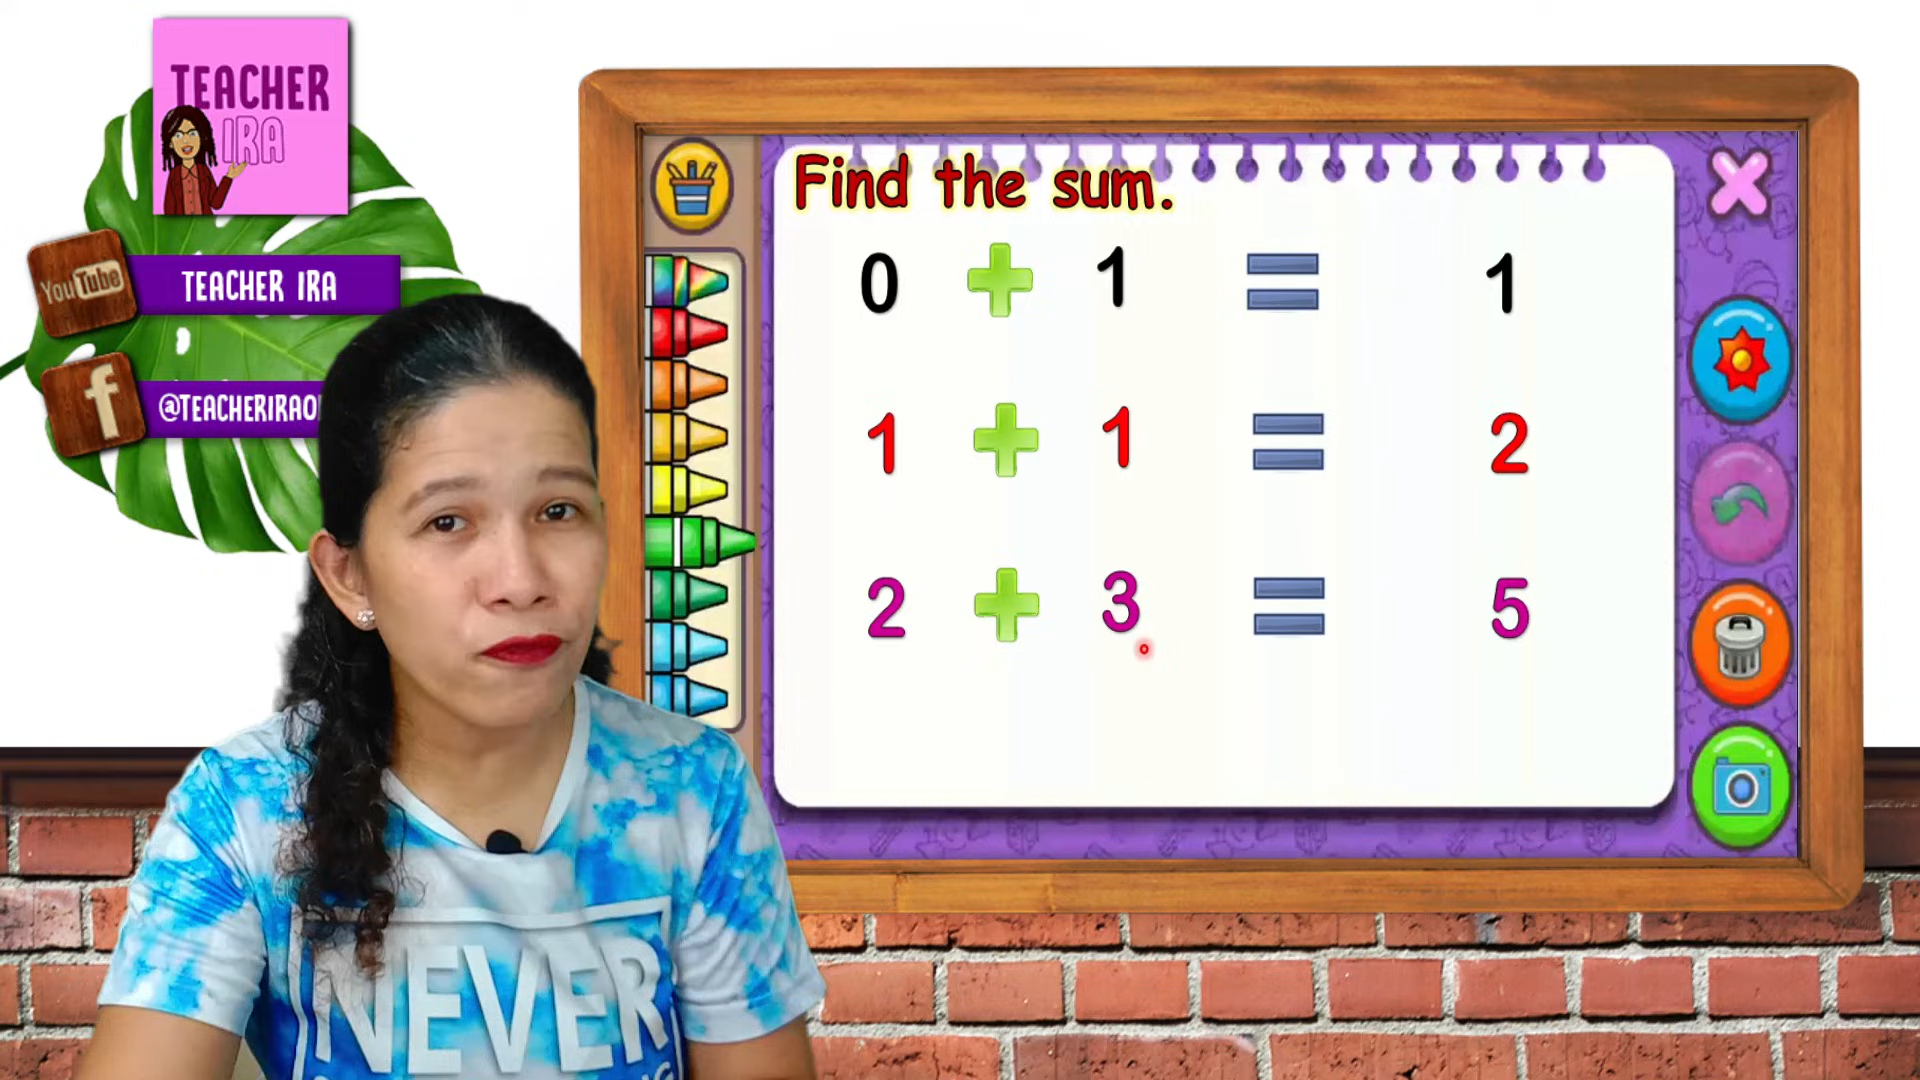 TEACHER
IRA
YouTube
TEACHER IRA
f
@TEACHERIRAO
Find the sum.
0 + 1 = 1
1 + 1 = 2
2 + 3 = 5
NEVER